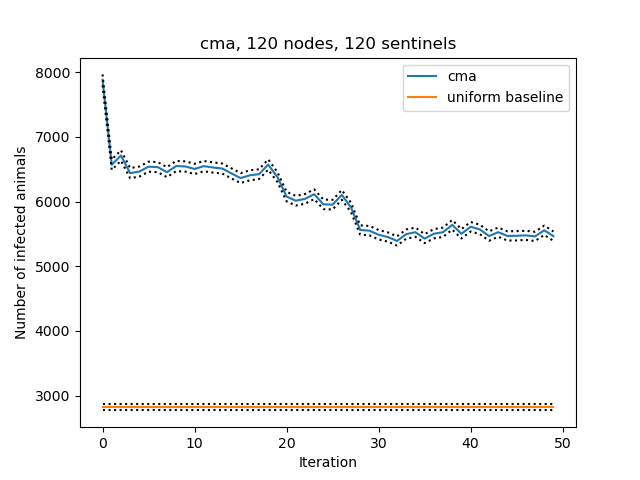 cma, 120 nodes, 120 sentinels
cma
uniform baseline
Number of infected animals
8000
7000
6000
5000
4000
3000
0 10 20 30 40 50
Iteration